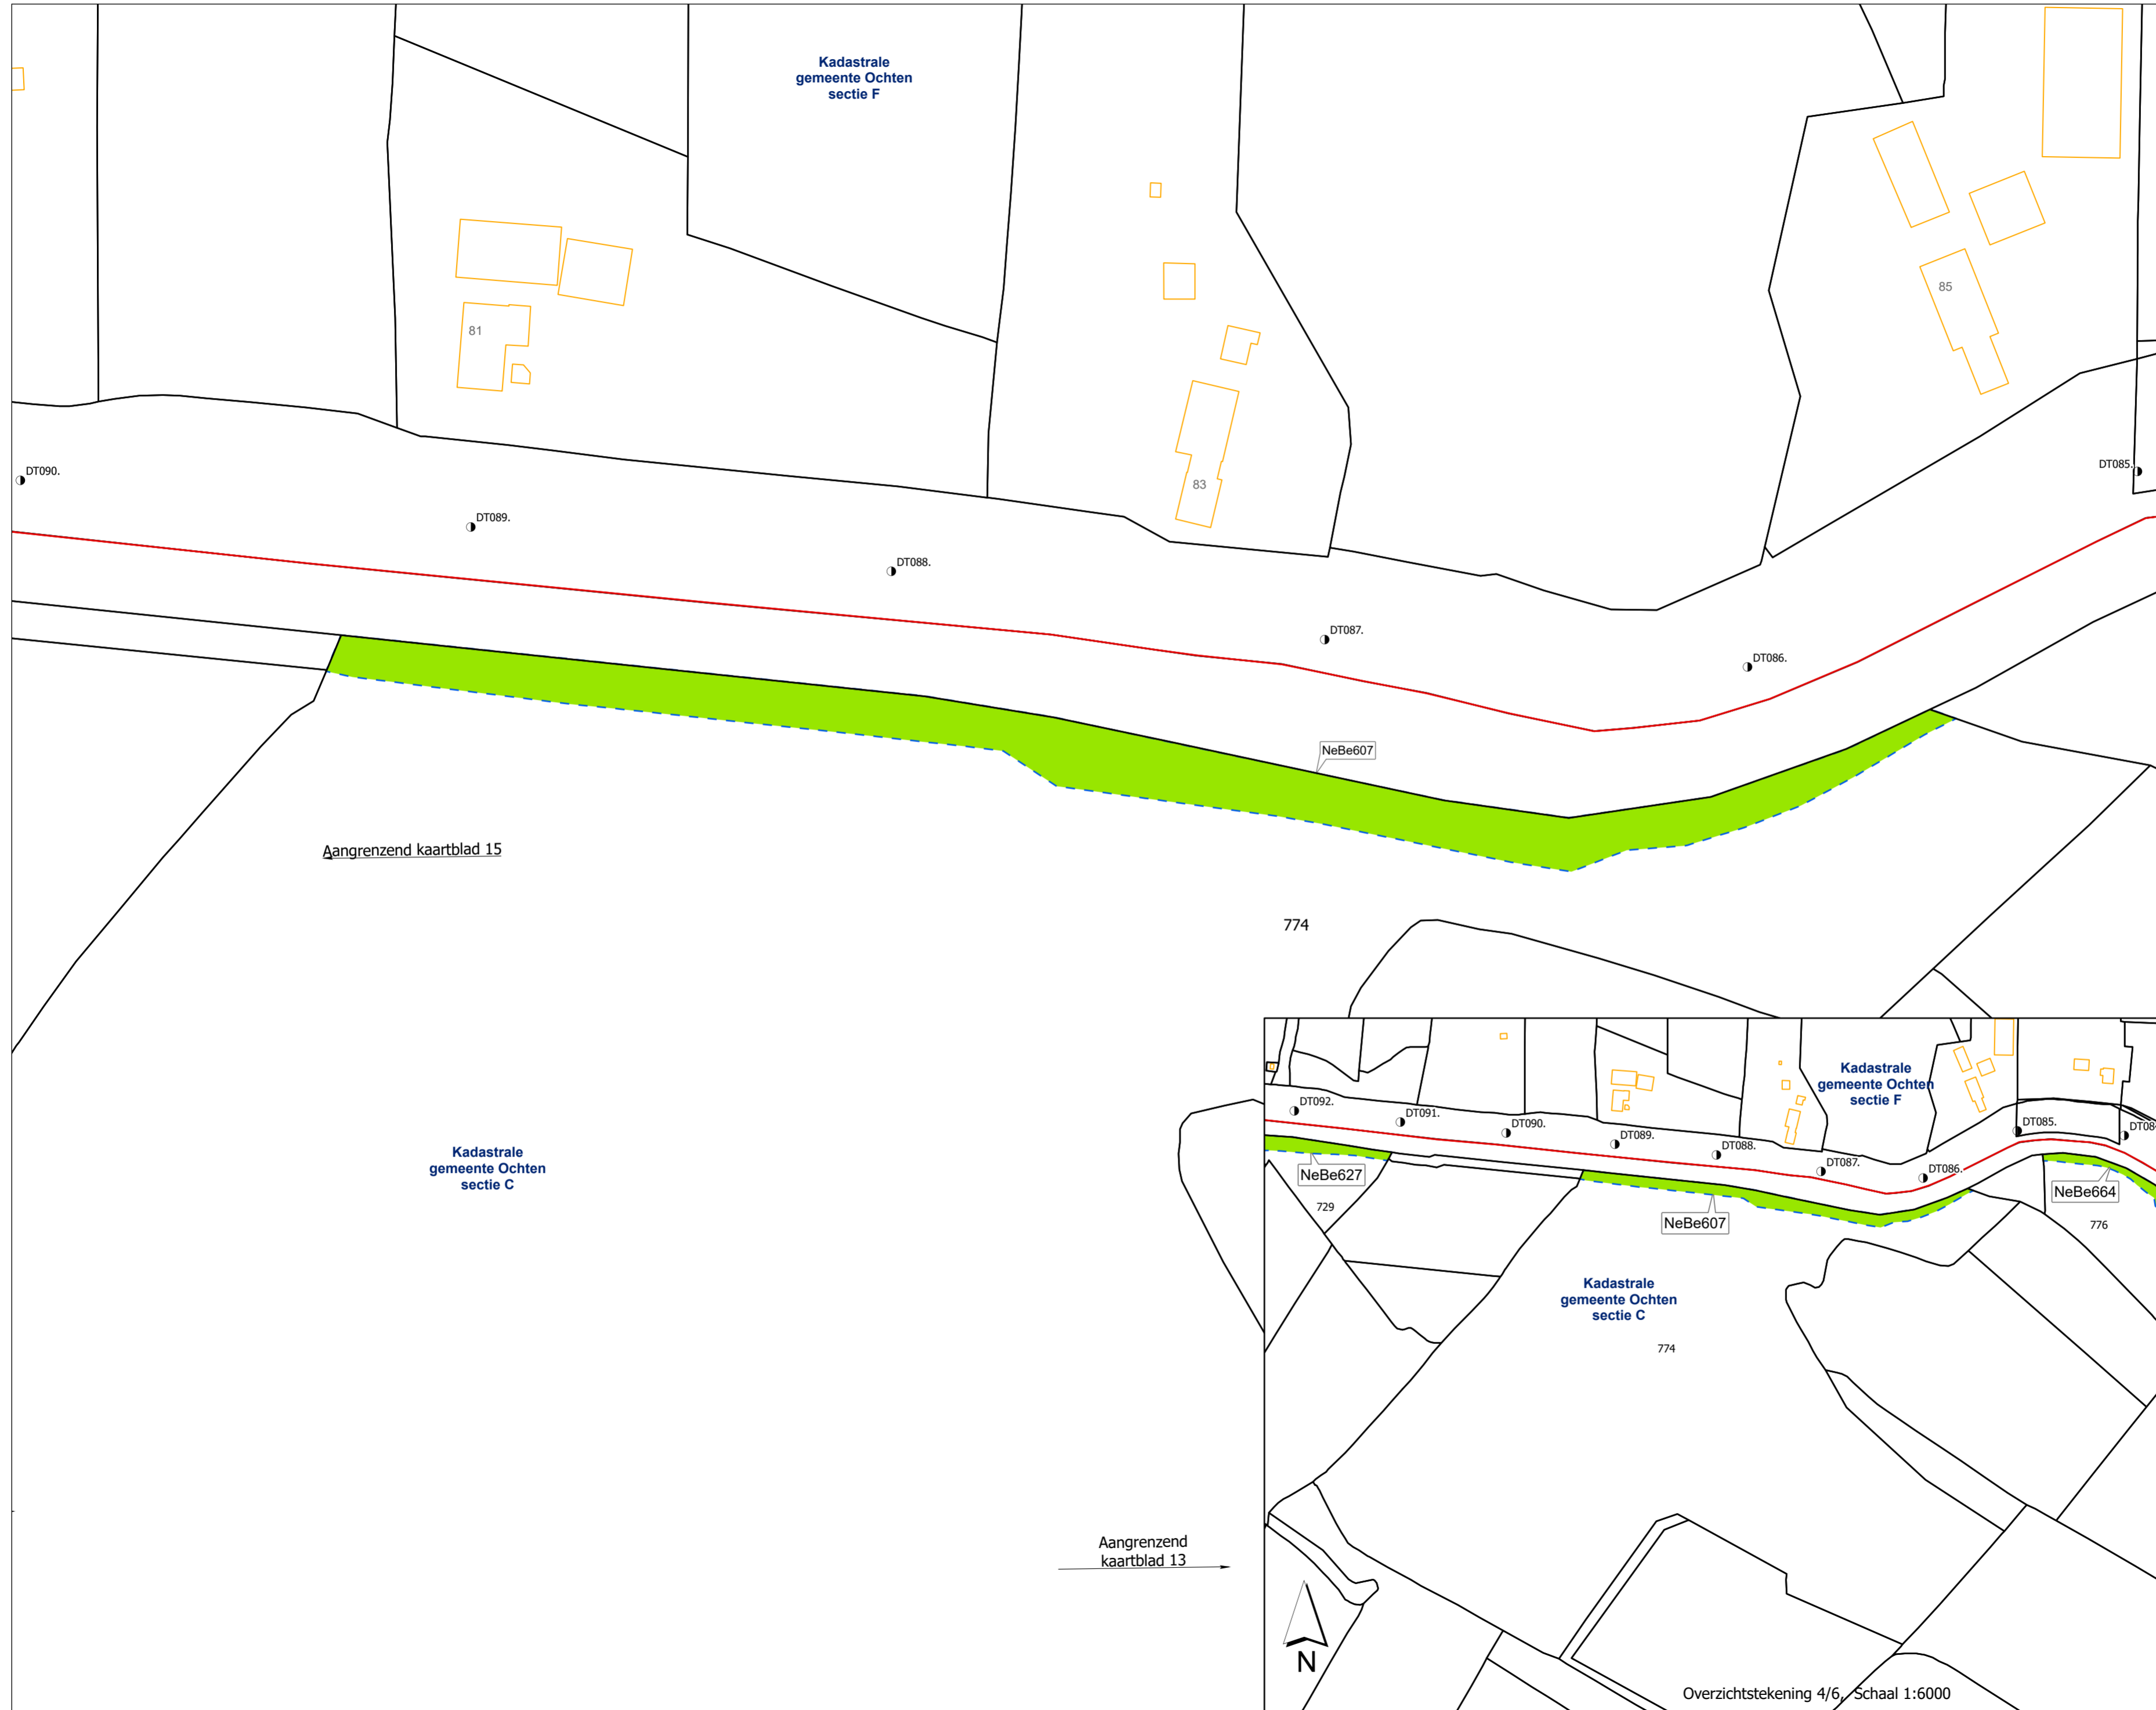 Kadastrale
gemeente Ochten
sectie F
85
81
83
DT090.
DT085.
DT089.
DT088.
DT087.
DT086.
NeBe607
Aangrenzend kaartblad 15
774
Kadastrale
gemeente Ochten
sectie C
Aangrenzend
kaartblad 13
Kadastrale
gemeente Ochten
sectie F
DT092.
DT091.
DT090.
DT089.
DT088.
DT087.
DT086.
DT085.
NeBe627
729
NeBe607
NeBe664
776
Kadastrale
gemeente Ochten
sectie C
774
N
Overzichtstekening 4/6, Schaal 1:6000